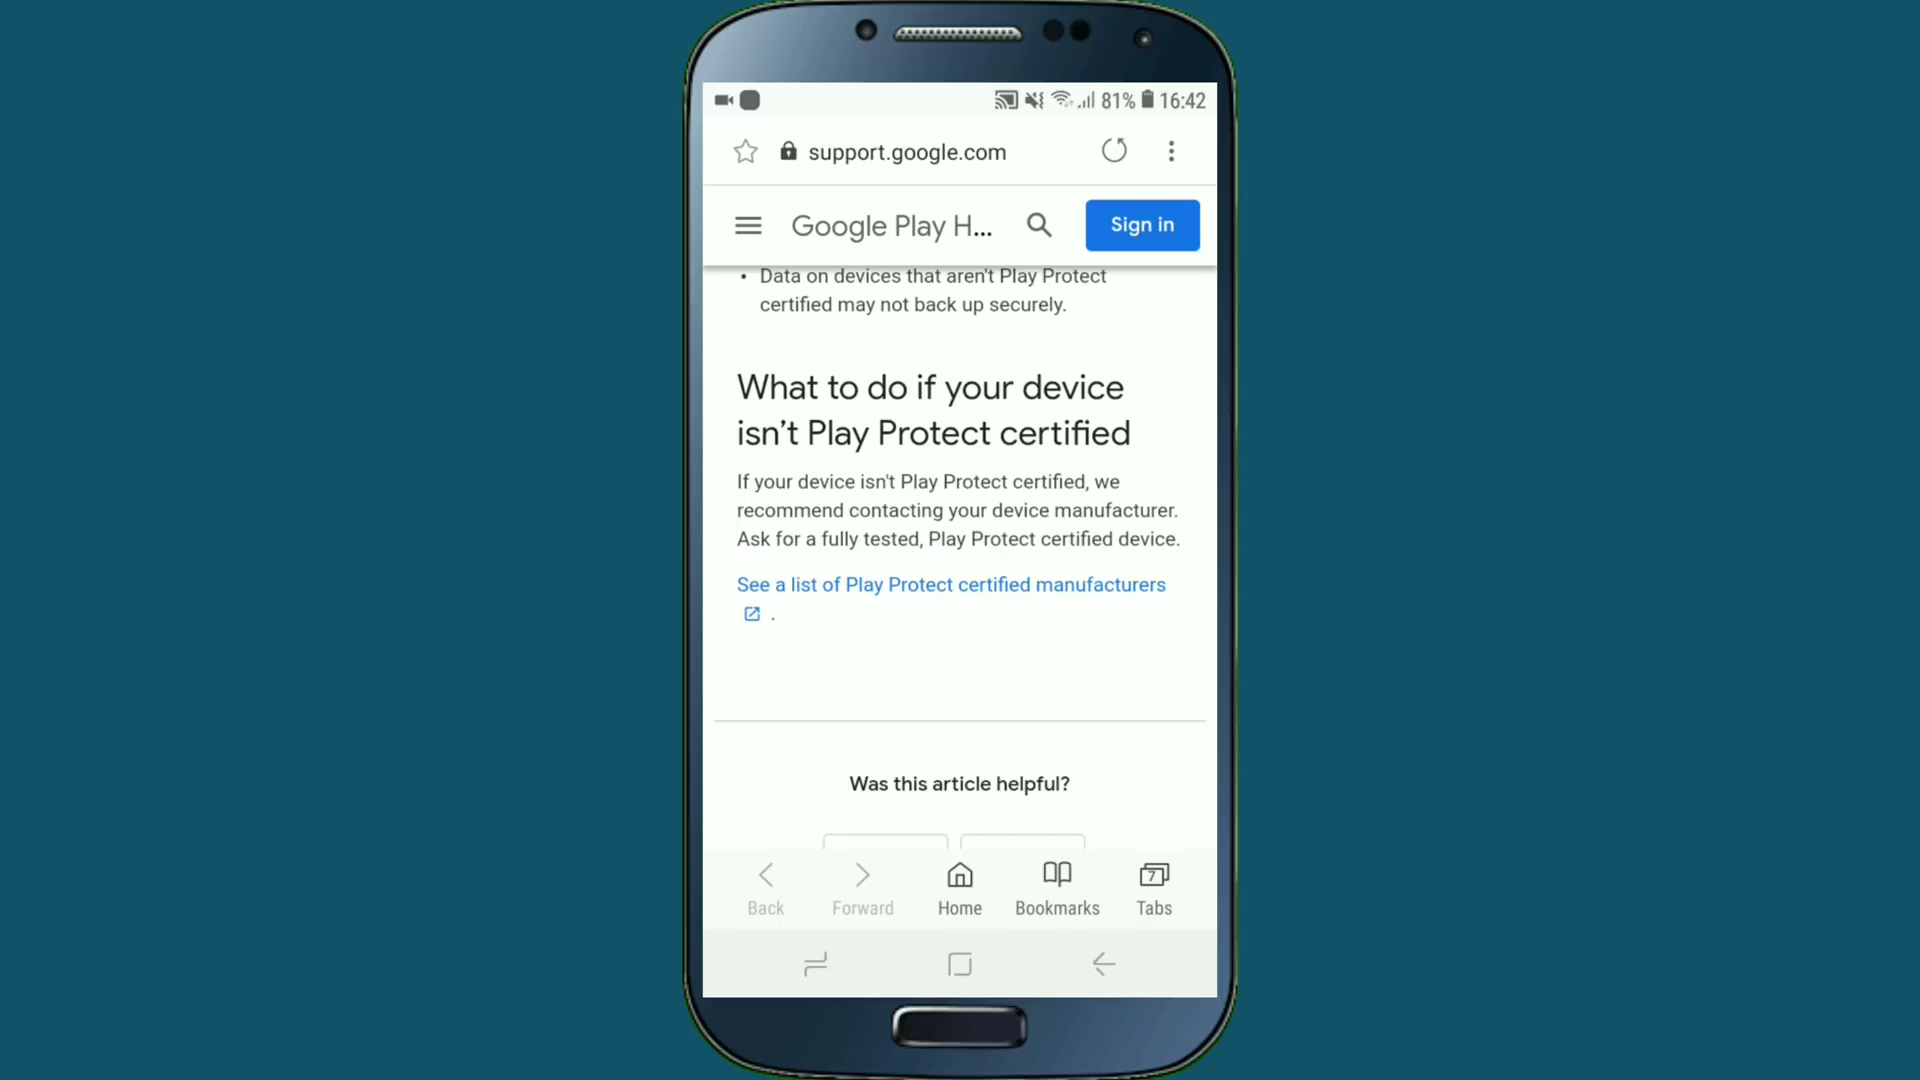 81% 16:42
support.google.com
Google Play H...
Sign in
• Data on devices that aren't Play Protect
certified may not back up securely.
What to do if your device
isn’t Play Protect certified
If your device isn't Play Protect certified, we
recommend contacting your device manufacturer.
Ask for a fully tested, Play Protect certified device.
See a list of Play Protect certified manufacturers
.
Was this article helpful?
7
Back Forward Home Bookmarks Tabs